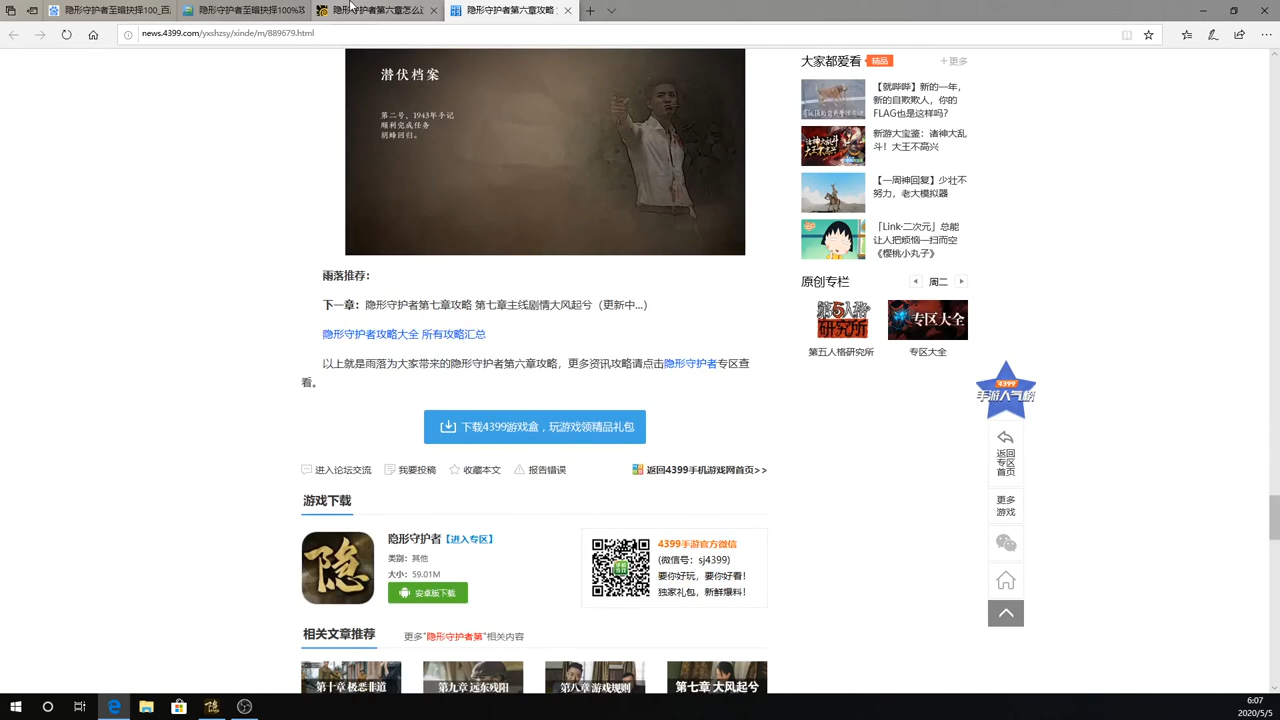 隐形守护者至暗抉择100_百
隐形守护者至暗抉择100%攻
隐形守护者第六章怎么过
隐形守护者第六章攻略
news.4399.com/yxshzsy/xinde/m/889679.html
潜伏档案
第二号,1943年手记
顺利完成任务
胡峰回归。
雨落推荐:
下一章:隐形守护者第七章攻略 第七章主线剧情大风起兮(更新中...)
隐形守护者攻略大全 所有攻略汇总
以上就是雨落为大家带来的隐形守护者第六章攻略,更多资讯攻略请点击隐形守护者专区查
看。
下载4399游戏盒,玩游戏领精品礼包
进入论坛交流 我要投稿 收藏本文 报告错误 返回4399手机游戏网首页>>
游戏下载
隐
隐形守护者【进入专区】
类别:其他
大小:59.01M
安卓版下载
4399手游官方微信
(微信号:sj4399)
要你好玩,要你好看!
独家礼包,新鲜爆料!
相关文章推荐 更多"隐形守护者第"相关内容
第十章 极恶非道
第九章 远东残阳
第八章 游戏规则
第七章 大风起兮
大家都爱看 精品 +更多
【就哔哔】新的一年,
新的自欺欺人,你的
FLAG也是这样吗?
新游大宝鉴:诸神大乱
斗!大王不高兴
【一周神回复】少壮不
努力,老大模拟器
「Link·二次元」总能
让人把烦恼一扫而空
《樱桃小丸子》
原创专栏 周二
第5人格
研究所
专区大全
第五人格研究所 专区大全
4399
手游人气榜
返回
专区
首页
更多
游戏
6:07
2020/5/5